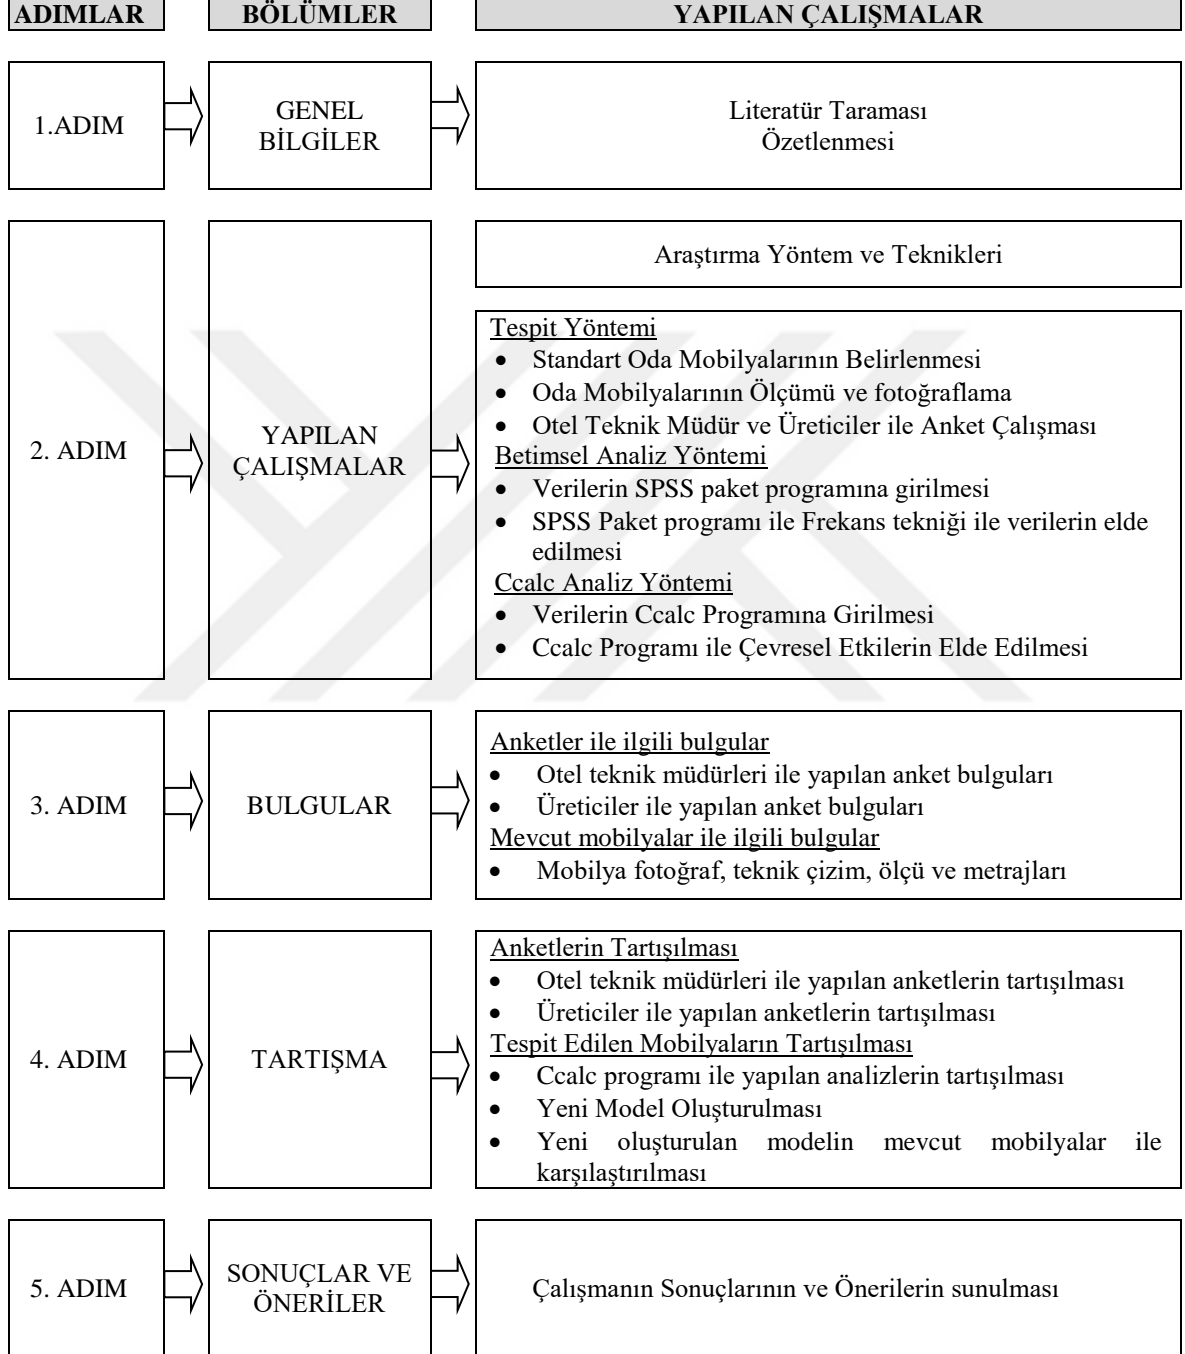 ADIMLAR
BÖLÜMLER
YAPILAN ÇALIŞMALAR
1.ADIM
GENEL
BİLGİLER
Literatür Taraması
Özetlenmesi
2. ADIM
YAPILAN
ÇALIŞMALAR
Araştırma Yöntem ve Teknikleri
Tespit Yöntemi
• Standart Oda Mobilyalarının Belirlenmesi
• Oda Mobilyalarının Ölçümü ve fotoğraflama
• Otel Teknik Müdür ve Üreticiler ile Anket Çalışması
Betimsel Analiz Yöntemi
• Verilerin SPSS paket programına girilmesi
• SPSS Paket programı ile Frekans tekniği ile verilerin elde
edilmesi
Ccalc Analiz Yöntemi
• Verilerin Ccalc Programına Girilmesi
• Ccalc Programı ile Çevresel Etkilerin Elde Edilmesi
3. ADIM
BULGULAR
Anketler ile ilgili bulgular
• Otel teknik müdürleri ile yapılan anket bulguları
• Üreticiler ile yapılan anket bulguları
Mevcut mobilyalar ile ilgili bulgular
• Mobilya fotoğraf, teknik çizim, ölçü ve metrajları
4. ADIM
TARTIŞMA
Anketlerin Tartışılması
• Otel teknik müdürleri ile yapılan anketlerin tartışılması
• Üreticiler ile yapılan anketlerin tartışılması
Tespit Edilen Mobilyaların Tartışılması
• Ccalc programı ile yapılan analizlerin tartışılması
• Yeni Model Oluşturulması
• Yeni oluşturulan modelin mevcut mobilyalar ile
karşılaştırılması
5. ADIM
SONUÇLAR VE
ÖNERİLER
Çalışmanın Sonuçlarının ve Önerilerin sunulması